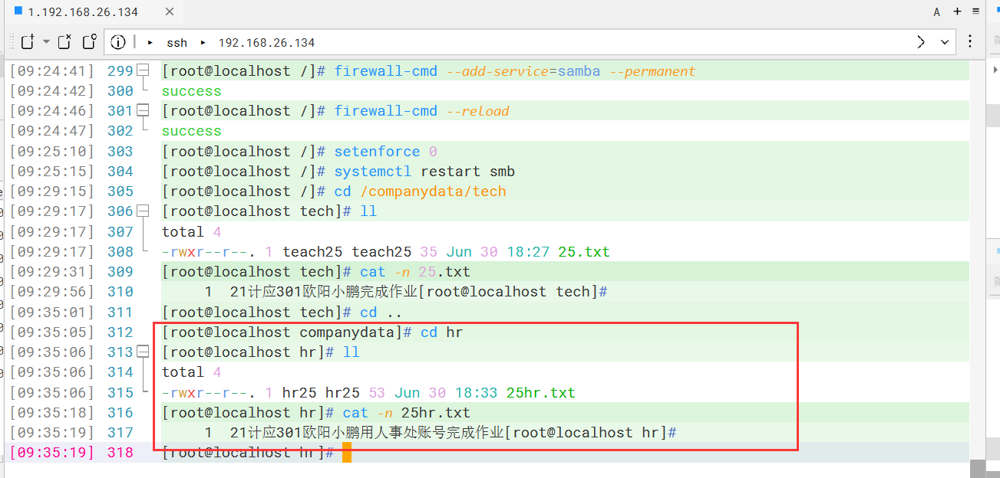 1.192.168.26.134
A
ssh 192.168.26.134
[09:24:41] 299 [root@localhost /]# firewall-cmd --add-service=samba --permanent
[09:24:42] 300 success
[09:24:46] 301 [root@localhost /]# firewall-cmd --reload
[09:24:47] 302 success
[09:25:10] 303 [root@localhost /]# setenforce 0
[09:25:15] 304 [root@localhost /]# systemctl restart smb
[09:29:15] 305 [root@localhost /]# cd /companydata/tech
[09:29:17] 306 [root@localhost tech]# ll
[09:29:17] 307 total 4
[09:29:17] 308 -rwxr--r--. 1 teach25 teach25 35 Jun 30 18:27 25.txt
[09:29:31] 309 [root@localhost tech]# cat -n 25.txt
[09:29:56] 310 1 21计应301欧阳小鹏完成作业[root@localhost tech]#
[09:35:01] 311 [root@localhost tech]# cd ..
[09:35:05] 312 [root@localhost companydata]# cd hr
[09:35:06] 313 [root@localhost hr]# ll
[09:35:06] 314 total 4
[09:35:06] 315 -rwxr--r--. 1 hr25 hr25 53 Jun 30 18:33 25hr.txt
[09:35:18] 316 [root@localhost hr]# cat -n 25hr.txt
[09:35:19] 317 1 21计应301欧阳小鹏用人事处账号完成作业[root@localhost hr]#
[09:35:19] 318 [root@localhost hr]#